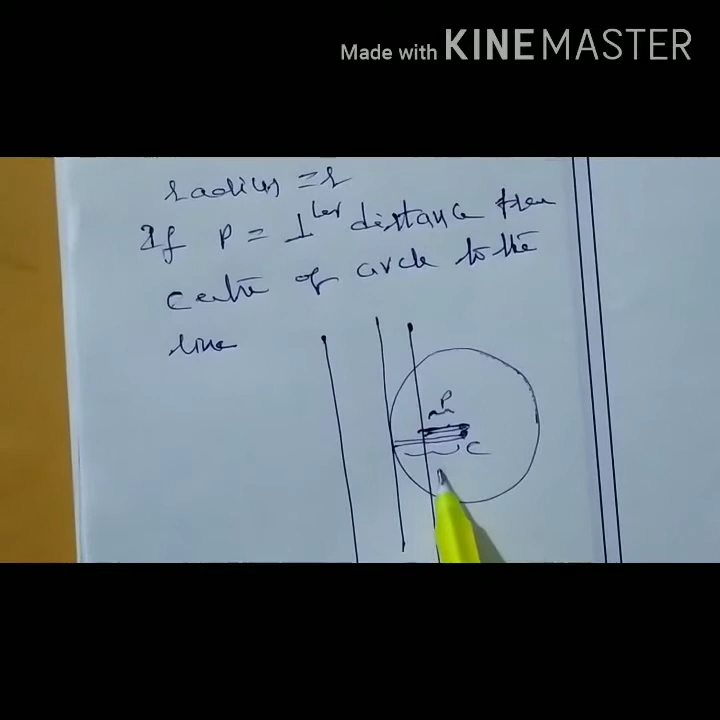 Made with KINEMASTER
radius = r
If P = ⊥ler distance from
centre of circle to the
line
P
C